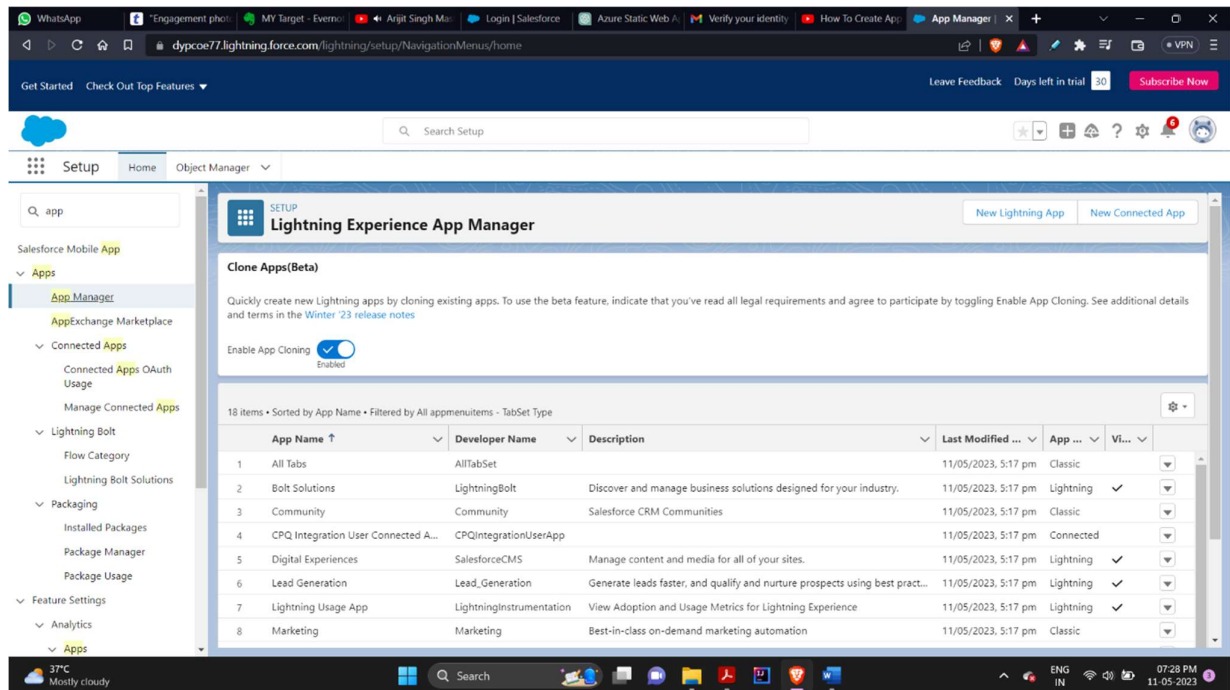 WhatsApp
"Engagement phot
MY Target - Everno
Arijit Singh Mas
Login | Salesforce
Azure Static Web A
Verify your identity
How To Create App
App Manager |
dypcoe77.lightning.force.com/lightning/setup/NavigationMenus/home
VPN
Get Started Check Out Top Features
Leave Feedback Days left in trial 30 Subscribe Now
Search Setup
6
Setup Home Object Manager
app
Salesforce Mobile App
Apps
App Manager
AppExchange Marketplace
Connected Apps
Connected Apps OAuth
Usage
Manage Connected Apps
Lightning Bolt
Flow Category
Lightning Bolt Solutions
Packaging
Installed Packages
Package Manager
Package Usage
Feature Settings
Analytics
Apps
SETUP
Lightning Experience App Manager
New Lightning App New Connected App
Clone Apps(Beta)
Quickly create new Lightning apps by cloning existing apps. To use the beta feature, indicate that you've read all legal requirements and agree to participate by toggling Enable App Cloning. See additional details
and terms in the Winter '23 release notes
Enable App Cloning
Enabled
18 items • Sorted by App Name • Filtered by All appmenuitems - TabSet Type
App Name ↑ Developer Name Description Last Modified ... App ... Vi...
1 All Tabs AllTabSet 11/05/2023, 5:17 pm Classic
2 Bolt Solutions LightningBolt Discover and manage business solutions designed for your industry. 11/05/2023, 5:17 pm Lightning
3 Community Community Salesforce CRM Communities 11/05/2023, 5:17 pm Classic
4 CPQ Integration User Connected A... CPQIntegrationUserApp 11/05/2023, 5:17 pm Connected
5 Digital Experiences SalesforceCMS Manage content and media for all of your sites. 11/05/2023, 5:17 pm Lightning
6 Lead Generation Lead_Generation Generate leads faster, and qualify and nurture prospects using best pract... 11/05/2023, 5:17 pm Lightning
7 Lightning Usage App LightningInstrumentation View Adoption and Usage Metrics for Lightning Experience 11/05/2023, 5:17 pm Lightning
8 Marketing Marketing Best-in-class on-demand marketing automation 11/05/2023, 5:17 pm Classic
37°C
Mostly cloudy
Search
ENG
IN
07:28 PM
11-05-2023